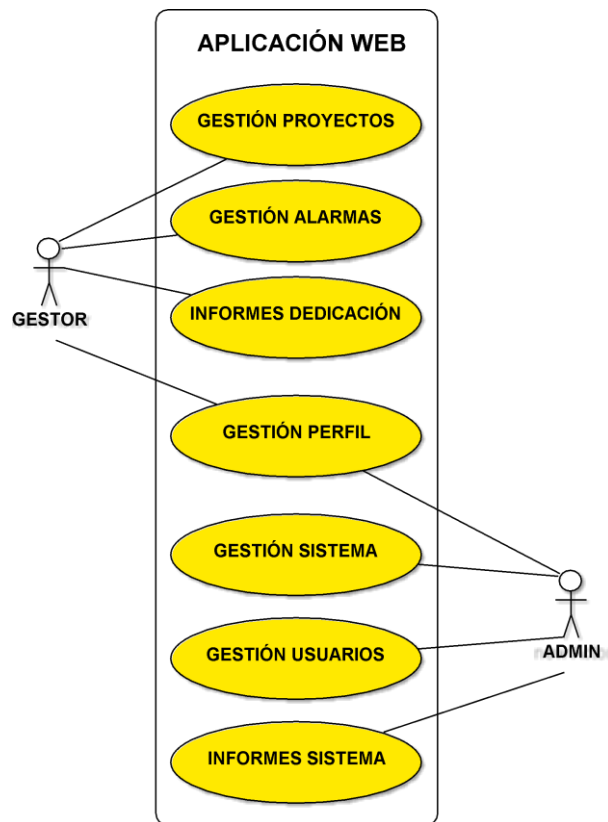 APLICACIÓN WEB
GESTIÓN PROYECTOS
GESTIÓN ALARMAS
INFORMES DEDICACIÓN
GESTOR
GESTIÓN PERFIL
GESTIÓN SISTEMA
GESTIÓN USUARIOS
ADMIN
INFORMES SISTEMA